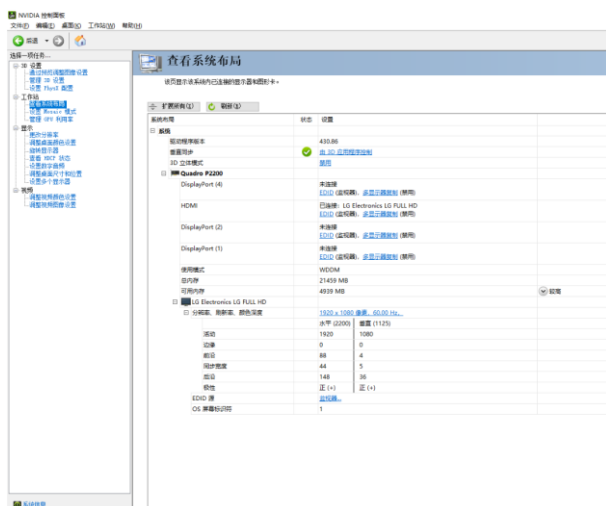 NVIDIA 控制面板
文件(F) 编辑(E) 桌面(K) 工作站(W) 帮助(H)
后退
选择一项任务...
3D 设置
通过预览调整图像设置
管理 3D 设置
设置 PhysX 配置
工作站
查看系统布局
设置 Mosaic 模式
管理 GPU 利用率
显示
更改分辨率
调整桌面颜色设置
旋转显示器
查看 HDCP 状态
设置数字音频
调整桌面尺寸和位置
设置多个显示器
视频
调整视频颜色设置
调整视频图像设置
系统信息
查看系统布局
该页显示该系统内已连接的显示器和图形卡。
扩展所有(X) 刷新(R)
系统布局 状态 设置
系统
驱动程序版本 430.86
垂直同步 由 3D 应用程序控制
3D 立体模式 禁用
Quadro P2200
DisplayPort (4) 未连接
EDID (监视器)、多显示器复制 (禁用)
HDMI 已连接: LG Electronics LG FULL HD
EDID (监视器)、多显示器复制 (禁用)
DisplayPort (2) 未连接
EDID (监视器)、多显示器复制 (禁用)
DisplayPort (1) 未连接
EDID (监视器)、多显示器复制 (禁用)
使用模式 WDDM
总内存 21459 MB
可用内存 4939 MB 较高
LG Electronics LG FULL HD
分辨率、刷新率、颜色深度 1920 x 1080 像素, 60.00 Hz,
水平 (2200) 垂直 (1125)
活动 1920 1080
边像 0 0
前沿 88 4
同步宽度 44 5
后沿 148 36
极性 正 (+) 正 (+)
EDID 源 监视器...
OS 屏幕标识符 1